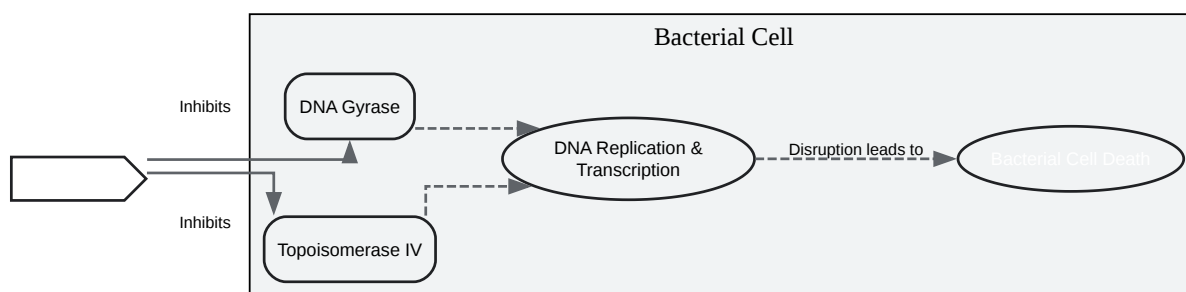 Bacterial Cell
Inhibits
DNA Gyrase
DNA Replication &
Transcription
Disruption leads to
Bacterial Cell Death
Inhibits
Topoisomerase IV